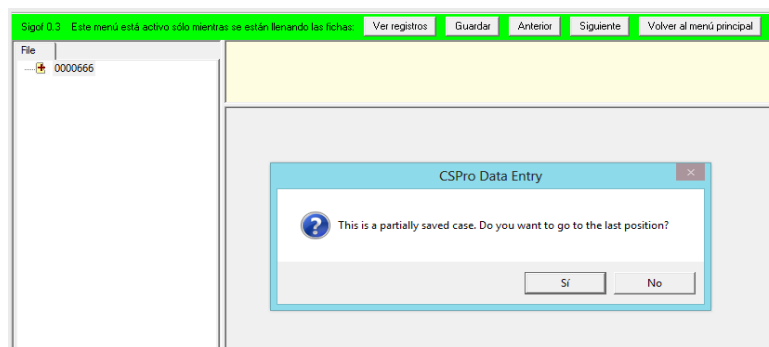 Sigof 0.3 Este menú está activo sólo mientras se están llenando las fichas: Ver registros Guardar Anterior Siguiente Volver al menú principal
File
0000666
CSPro Data Entry
This is a partially saved case. Do you want to go to the last position?
Sí No